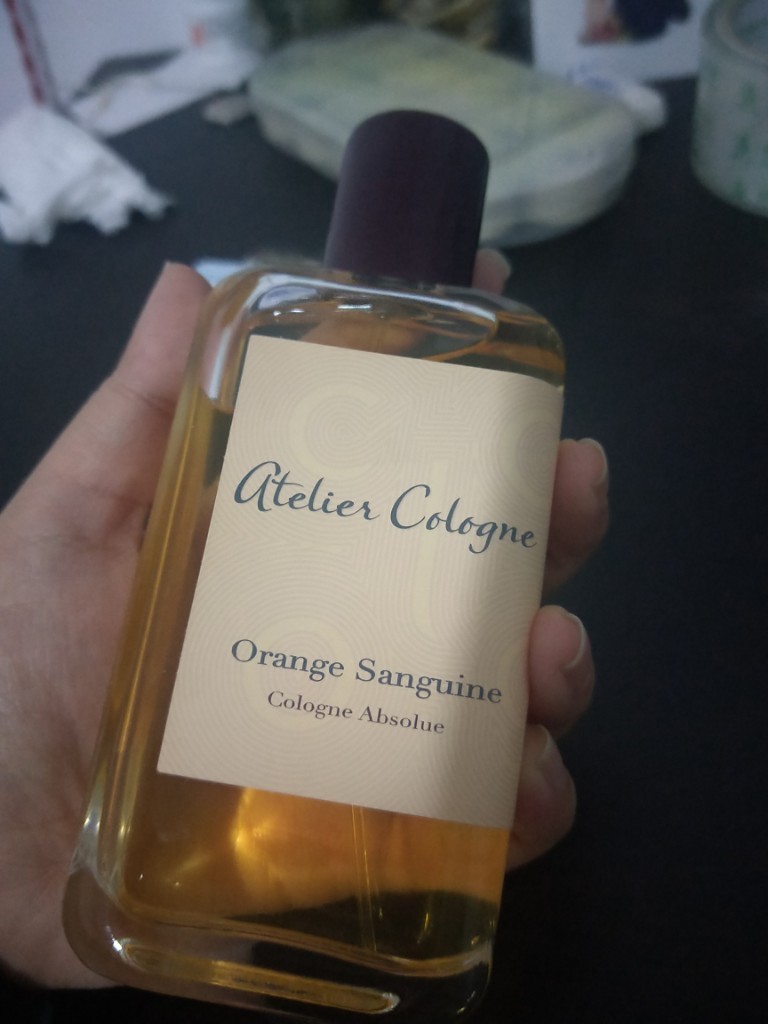 Atelier Cologne
Orange Sanguine
Cologne Absolue